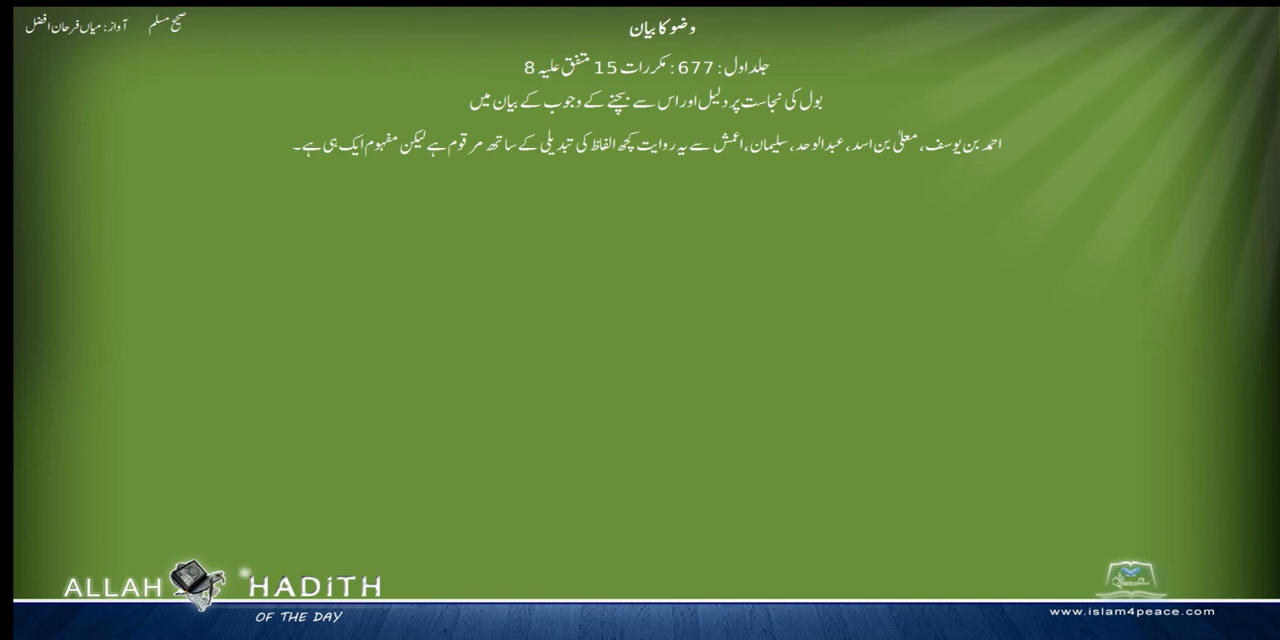 صحیح مسلم آواز: میاں فرحان افضل
وضو کا بیان
جلد اول : 677 : مکررات 15 متفق علیہ 8
بول کی نجاست پر دلیل اور اس سے بچنے کے وجوب کے بیان میں
احمد بن یوسف، معلیٰ بن اسد، عبدالوحد، سلیمان، اعمش سے یہ روایت کچھ الفاظ کی تبدیلی کے ساتھ مرقوم ہے لیکن مفہوم ایک ہی ہے۔
ALLAH HADITH
OF THE DAY
www.islam4peace.com